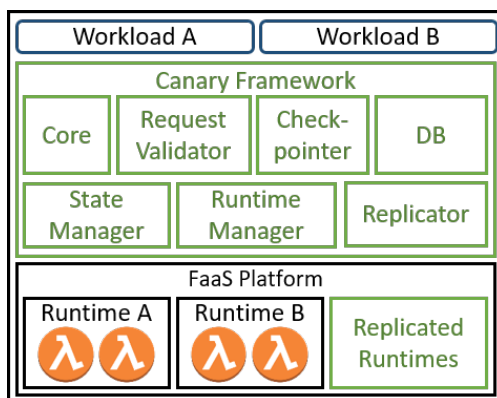 Workload A Workload B
Canary Framework
Core Request Validator Check-pointer DB
State Manager Runtime Manager Replicator
FaaS Platform
Runtime A Runtime B Replicated Runtimes
λ λ λ λ